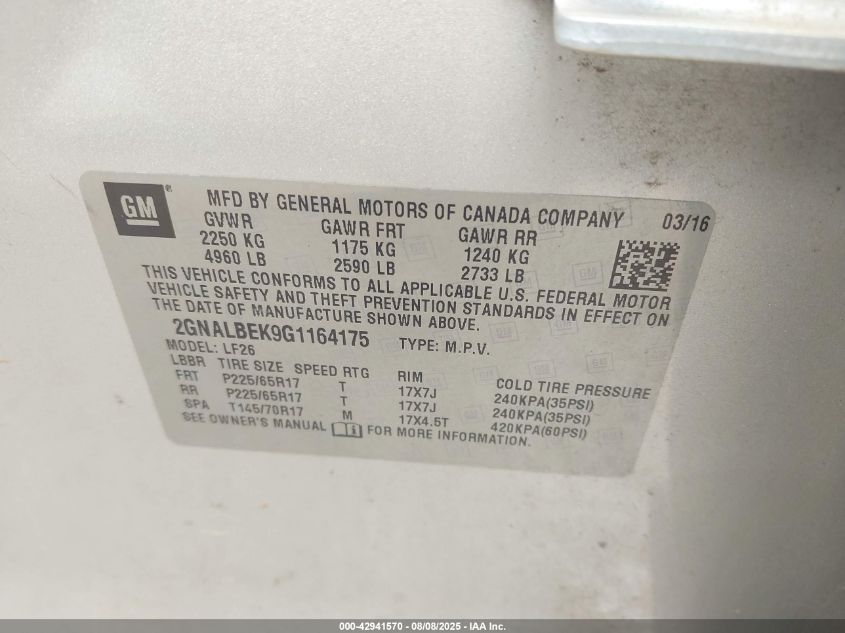 GM®
MFD BY GENERAL MOTORS OF CANADA COMPANY 03/16
GVWR GAWR FRT GAWR RR
2250 KG 1175 KG 1240 KG
4960 LB 2590 LB 2733 LB
THIS VEHICLE CONFORMS TO ALL APPLICABLE U.S. FEDERAL MOTOR
VEHICLE SAFETY AND THEFT PREVENTION STANDARDS IN EFFECT ON
THE DATE OF MANUFACTURE SHOWN ABOVE.
2GNALBEK9G1164175 TYPE: M.P.V.
MODEL: LF26
LBBR TIRE SIZE SPEED RTG RIM COLD TIRE PRESSURE
FRT P225/65R17 T 17X7J 240KPA(35PSI)
RR P225/65R17 T 17X7J 240KPA(35PSI)
SPA T145/70R17 M 17X4.5T 420KPA(60PSI)
SEE OWNER'S MANUAL FOR MORE INFORMATION.
000-42941570 - 08/08/2025 - IAA Inc.